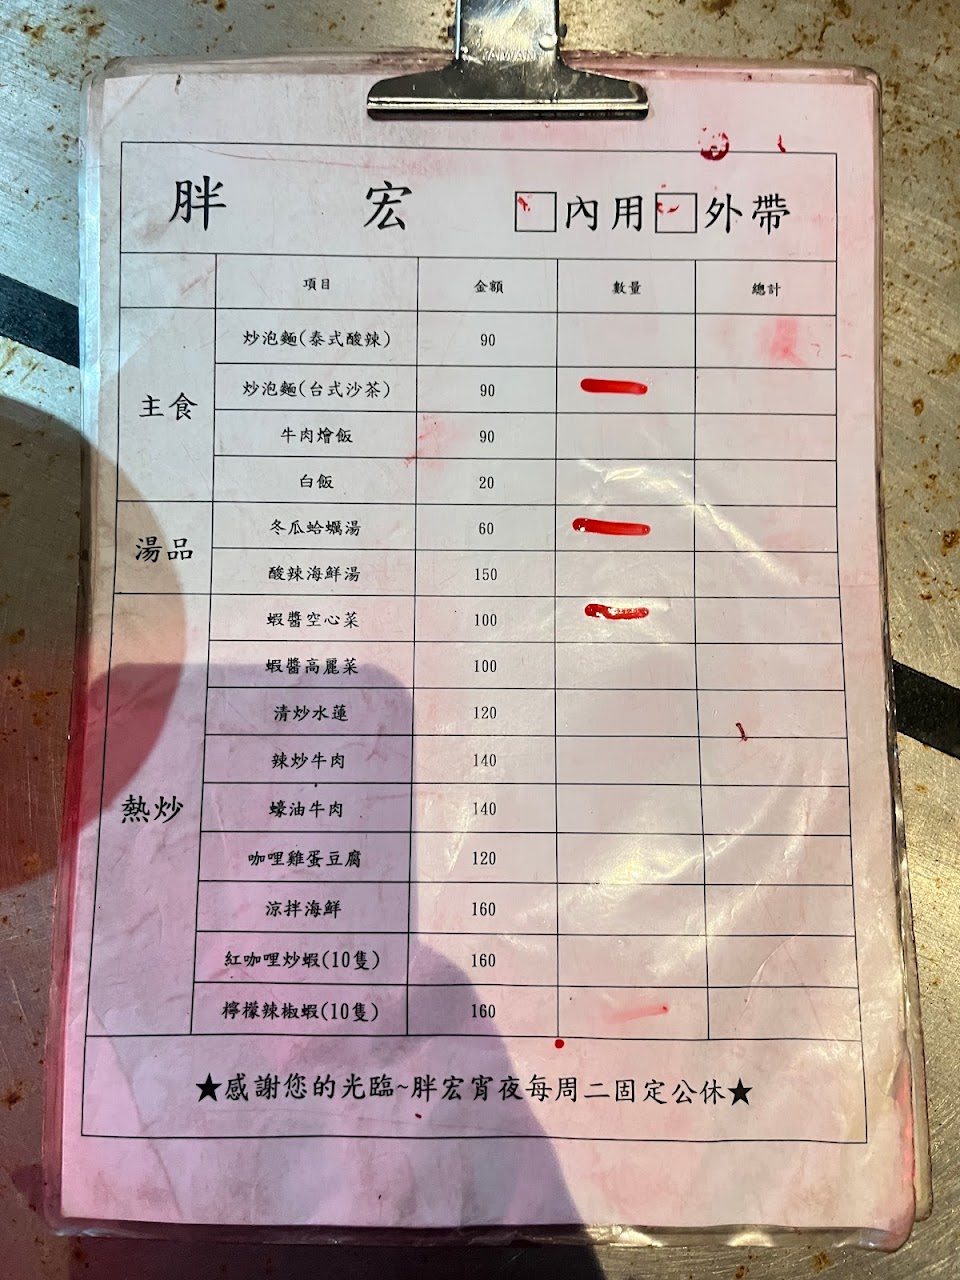 TAIWAN
胖 宏 □內用□外帶
項目 金額 數量 總計
主食
炒泡麵(泰式酸辣) 90
炒泡麵(台式沙茶) 90
牛肉燴飯 90
白飯 20
湯品
冬瓜蛤蠣湯 60
酸辣海鮮湯 150
熱炒
蝦醬空心菜 100
蝦醬高麗菜 100
清炒水蓮 120
辣炒牛肉 140
蠔油牛肉 140
咖哩雞蛋豆腐 120
涼拌海鮮 160
紅咖哩炒蝦(10隻) 160
檸檬辣椒蝦(10隻) 160
★感謝您的光臨~胖宏宵夜每周二固定公休★